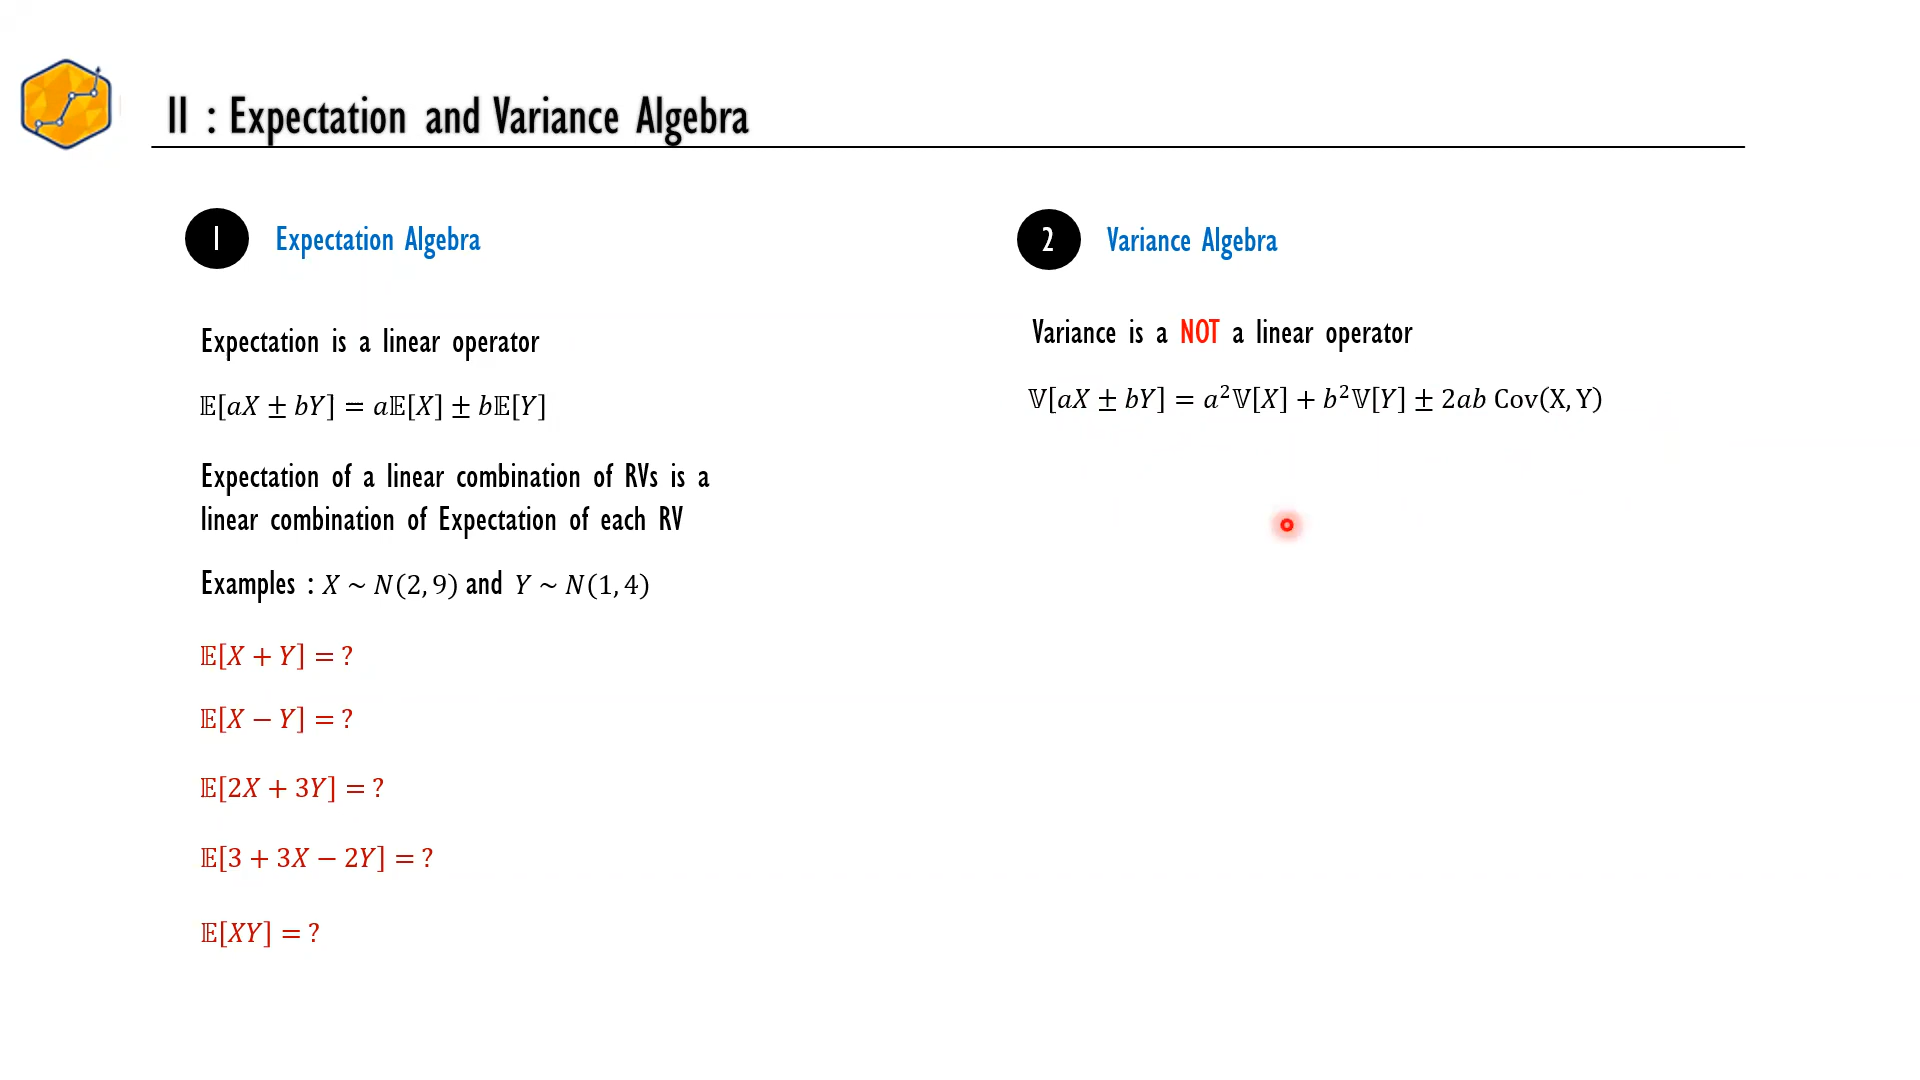 II : Expectation and Variance Algebra
1 Expectation Algebra
Expectation is a linear operator
𝔼[aX ± bY] = a𝔼[X] ± b𝔼[Y]
Expectation of a linear combination of RVs is a
linear combination of Expectation of each RV
Examples : X ~ N(2, 9) and Y ~ N(1, 4)
𝔼[X + Y] = ?
𝔼[X − Y] = ?
𝔼[2X + 3Y] = ?
𝔼[3 + 3X − 2Y] = ?
𝔼[XY] = ?
2 Variance Algebra
Variance is a NOT a linear operator
𝕍[aX ± bY] = a²𝕍[X] + b²𝕍[Y] ± 2ab Cov(X, Y)